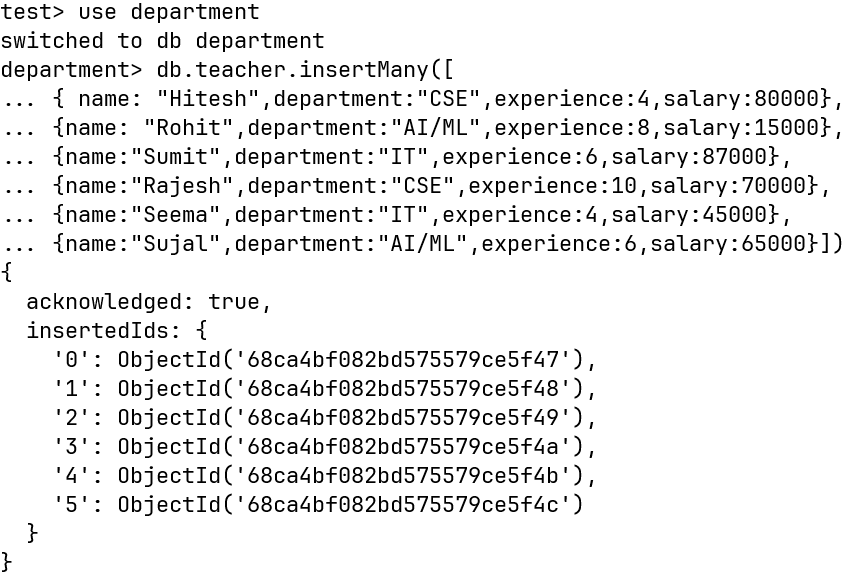 test> use department
switched to db department
department> db.teacher.insertMany([
... { name: "Hitesh",department:"CSE",experience:4,salary:80000},
... {name: "Rohit",department:"AI/ML",experience:8,salary:15000},
... {name:"Sumit",department:"IT",experience:6,salary:87000},
... {name:"Rajesh",department:"CSE",experience:10,salary:70000},
... {name:"Seema",department:"IT",experience:4,salary:45000},
... {name:"Sujal",department:"AI/ML",experience:6,salary:65000}])
{
  acknowledged: true,
  insertedIds: {
    '0': ObjectId('68ca4bf082bd575579ce5f47'),
    '1': ObjectId('68ca4bf082bd575579ce5f48'),
    '2': ObjectId('68ca4bf082bd575579ce5f49'),
    '3': ObjectId('68ca4bf082bd575579ce5f4a'),
    '4': ObjectId('68ca4bf082bd575579ce5f4b'),
    '5': ObjectId('68ca4bf082bd575579ce5f4c')
  }
}